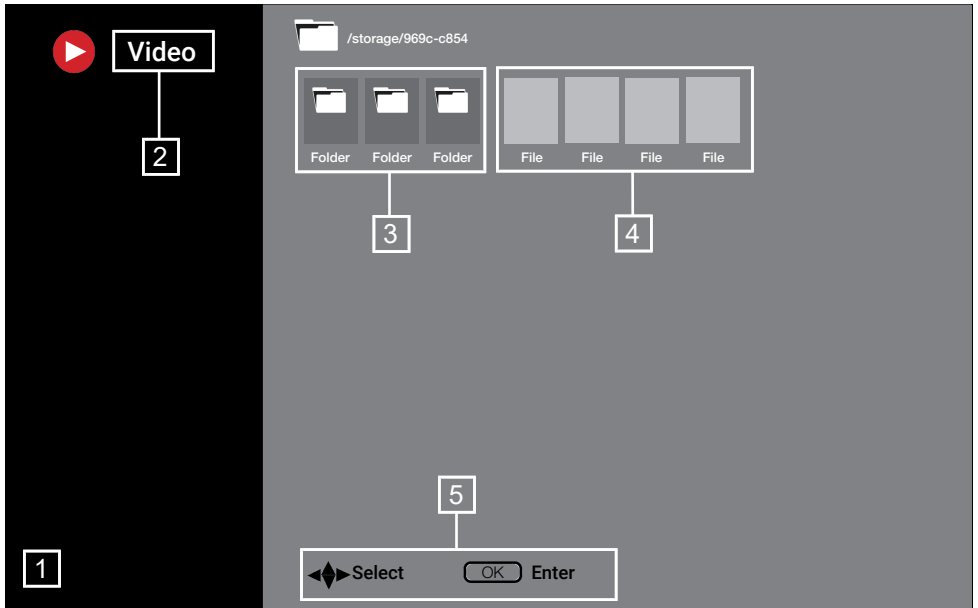 Video
2
/storage/969c-c854
Folder Folder Folder File File File File
3 4
5
1
Select OK Enter